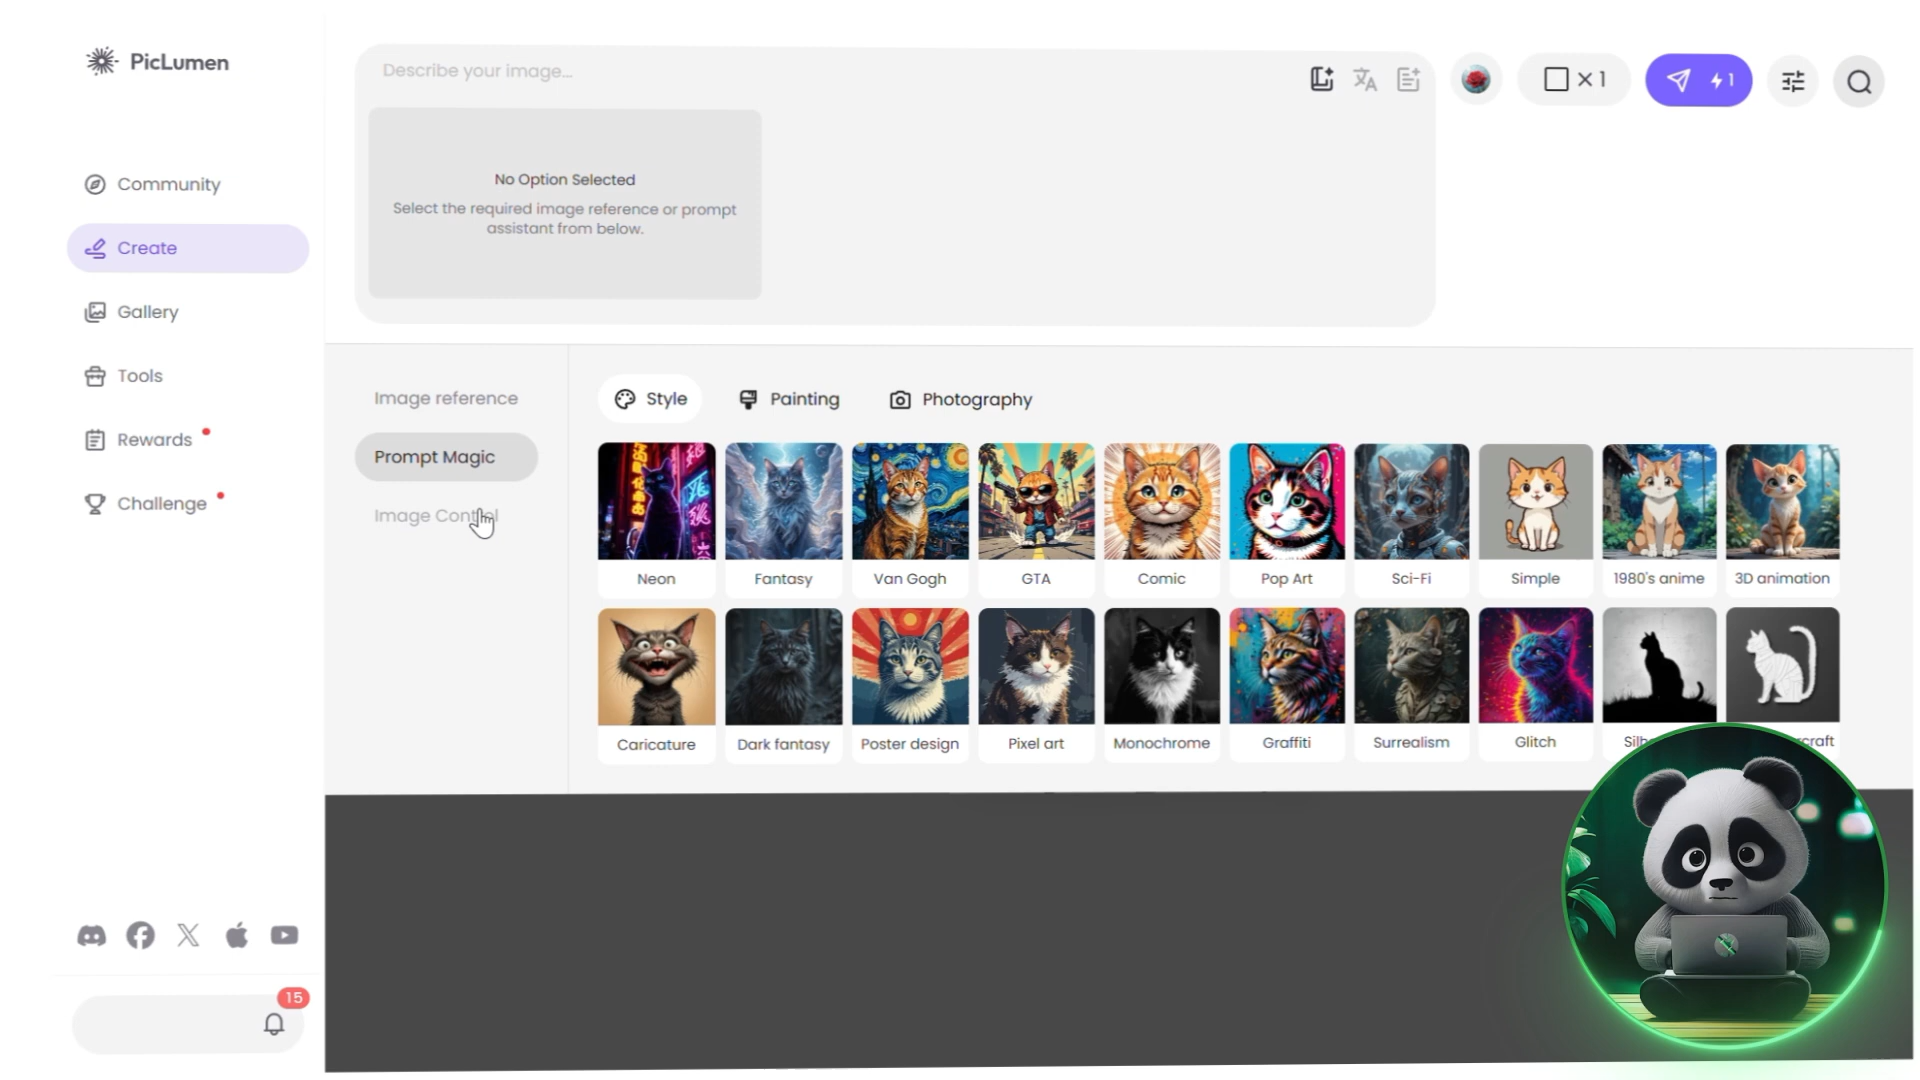 PicLumen
Describe your image...
×1
1
Community
Create
Gallery
Tools
Rewards
Challenge
No Option Selected
Select the required image reference or prompt
assistant from below.
Image reference
Prompt Magic
Image Control
Style
Painting
Photography
Neon
Fantasy
Van Gogh
GTA
Comic
Pop Art
Sci-Fi
Simple
1980's anime
3D animation
Caricature
Dark fantasy
Poster design
Pixel art
Monochrome
Graffiti
Surrealism
Glitch
15